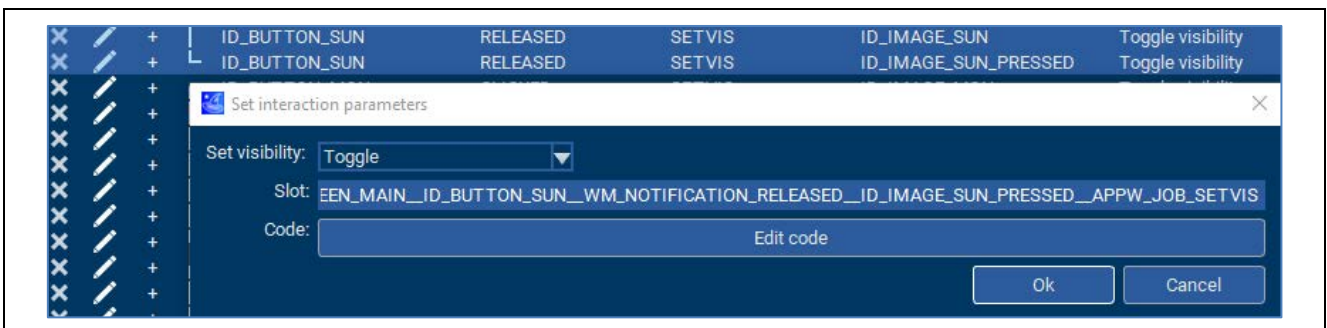 ID_BUTTON_SUN RELEASED SETVIS ID_IMAGE_SUN Toggle visibility
ID_BUTTON_SUN RELEASED SETVIS ID_IMAGE_SUN_PRESSED Toggle visibility
Set interaction parameters
Set visibility: Toggle
Slot: EEN_MAIN__ID_BUTTON_SUN__WM_NOTIFICATION_RELEASED__ID_IMAGE_SUN_PRESSED__APPW_JOB_SETVIS
Code: Edit code
Ok Cancel